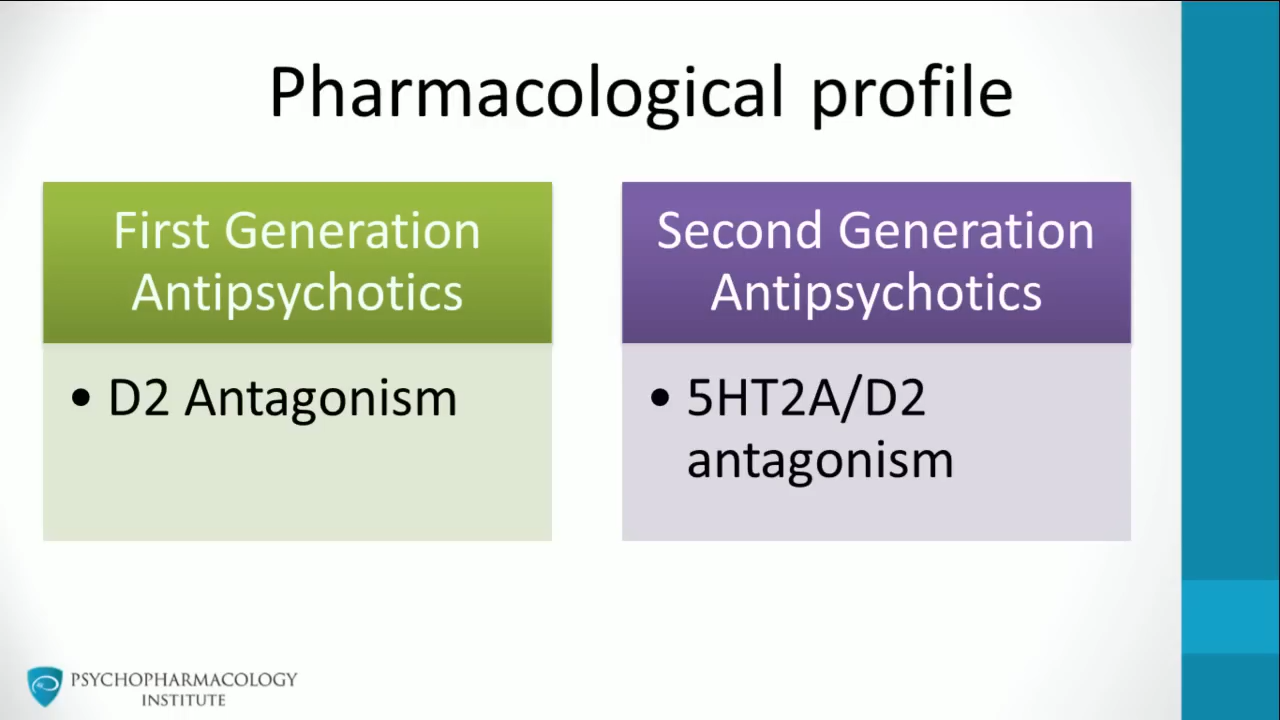 Pharmacological profile
First Generation
Antipsychotics
• D2 Antagonism
Second Generation
Antipsychotics
• 5HT2A/D2
antagonism
PSYCHOPHARMACOLOGY
INSTITUTE